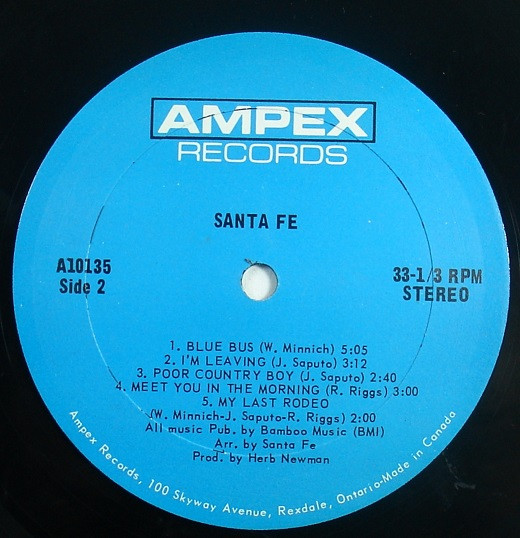 AMPEX
RECORDS
SANTA FE
A10135
Side 2
33-1/3 RPM
STEREO
1. BLUE BUS (W. Minnich) 5:05
2. I'M LEAVING (J. Saputo) 3:12
3. POOR COUNTRY BOY (J. Saputo) 2:40
4. MEET YOU IN THE MORNING (R. Riggs) 3:00
5. MY LAST RODEO
(W. Minnich-J. Saputo-R. Riggs) 2:00
All music Pub. by Bamboo Music (BMI)
Arr. by Santa Fe
Prod. by Herb Newman
Ampex Records, 100 Skyway Avenue, Rexdale, Ontario-Made in Canada